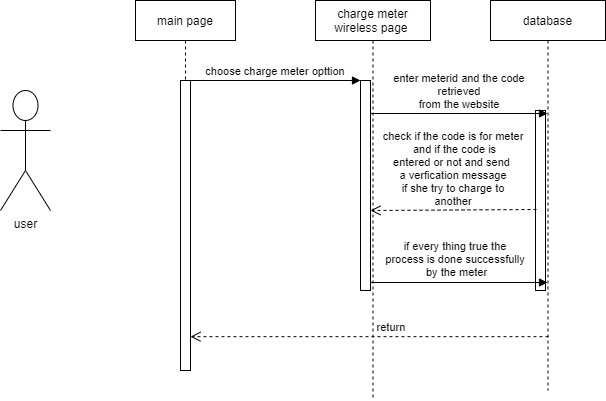 main page
charge meter
wireless page
database
choose charge meter opttion
enter meterid and the code
retrieved
from the website
check if the code is for meter
and if the code is
entered or not and send
a verfication message
if she try to charge to
another
user
if every thing true the
process is done successfully
by the meter
return